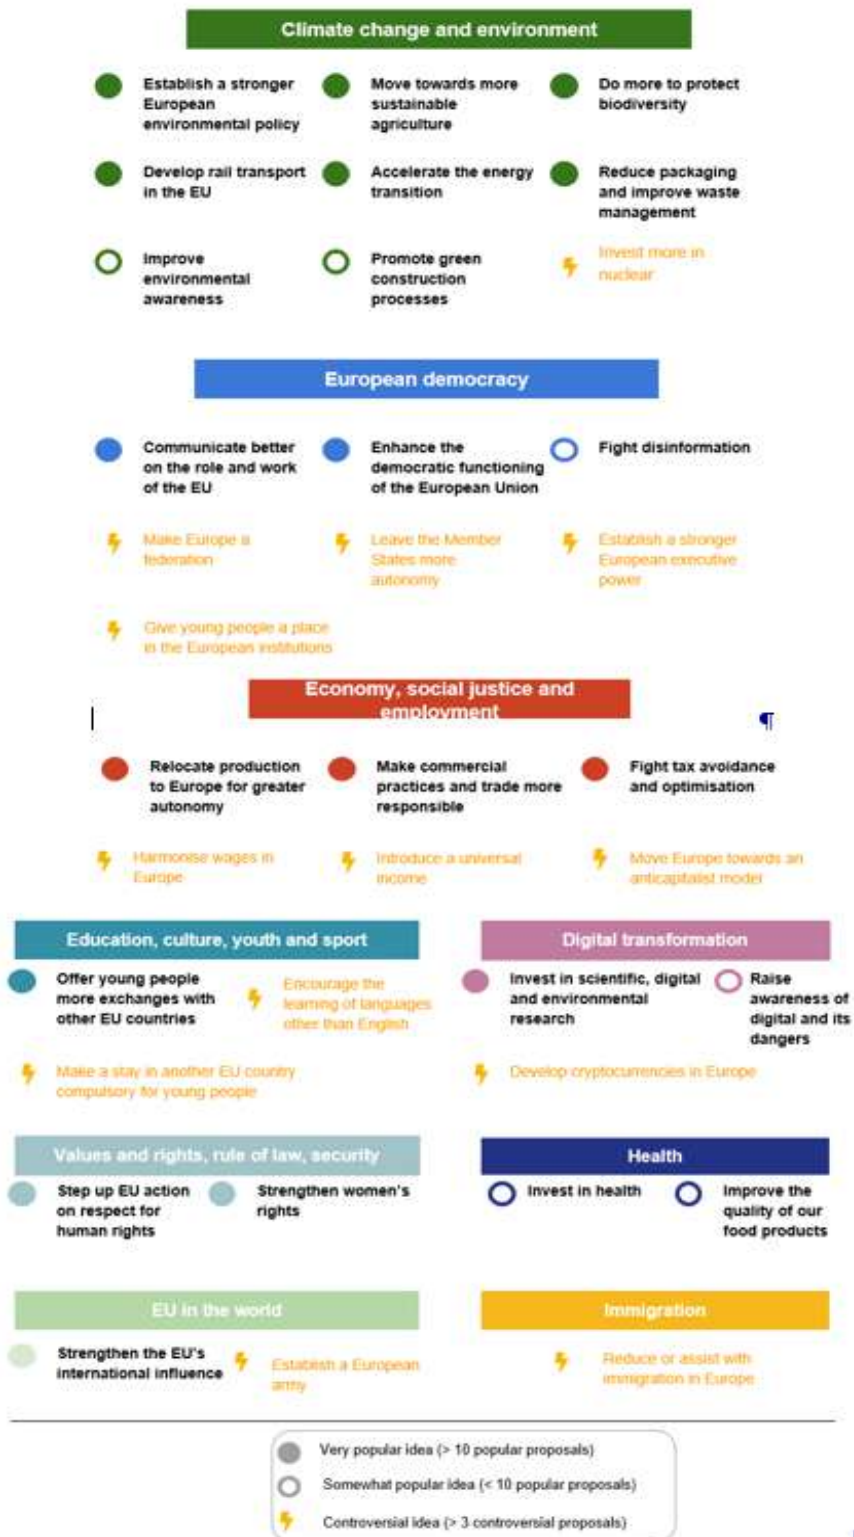 Climate change and environment
Establish a stronger
European
environmental policy
Move towards more
sustainable
agriculture
Do more to protect
biodiversity
Develop rail transport
in the EU
Accelerate the energy
transition
Reduce packaging
and improve waste
management
Improve
environmental
awareness
Promote green
construction
processes
Invest more in
nuclear
European democracy
Communicate better
on the role and work
of the EU
Enhance the
democratic functioning
of the European Union
Fight disinformation
Make Europe a
federation
Leave the Member
States more
autonomy
Establish a stronger
European executive
power
Give young people a place
in the European institutions
Economy, social justice and
employment
¶
Relocate production
to Europe for greater
autonomy
Make commercial
practices and trade more
responsible
Fight tax avoidance
and optimisation
Harmonise wages in
Europe
Introduce a universal
income
Move Europe towards an
anticapitalist model
Education, culture, youth and sport
Offer young people
more exchanges with
other EU countries
Encourage the
learning of languages
other than English
Make a stay in another EU country
compulsory for young people
Digital transformation
Invest in scientific, digital
and environmental
research
Raise
awareness of
digital and its
dangers
Develop cryptocurrencies in Europe
Values and rights, rule of law, security
Step up EU action
on respect for
human rights
Strengthen women's
rights
Health
Invest in health
Improve the
quality of our
food products
EU in the world
Strengthen the EU's
international influence
Establish a European
army
Immigration
Reduce or assist with
immigration in Europe
Very popular idea (> 10 popular proposals)
Somewhat popular idea (< 10 popular proposals)
Controversial idea (> 3 controversial proposals)